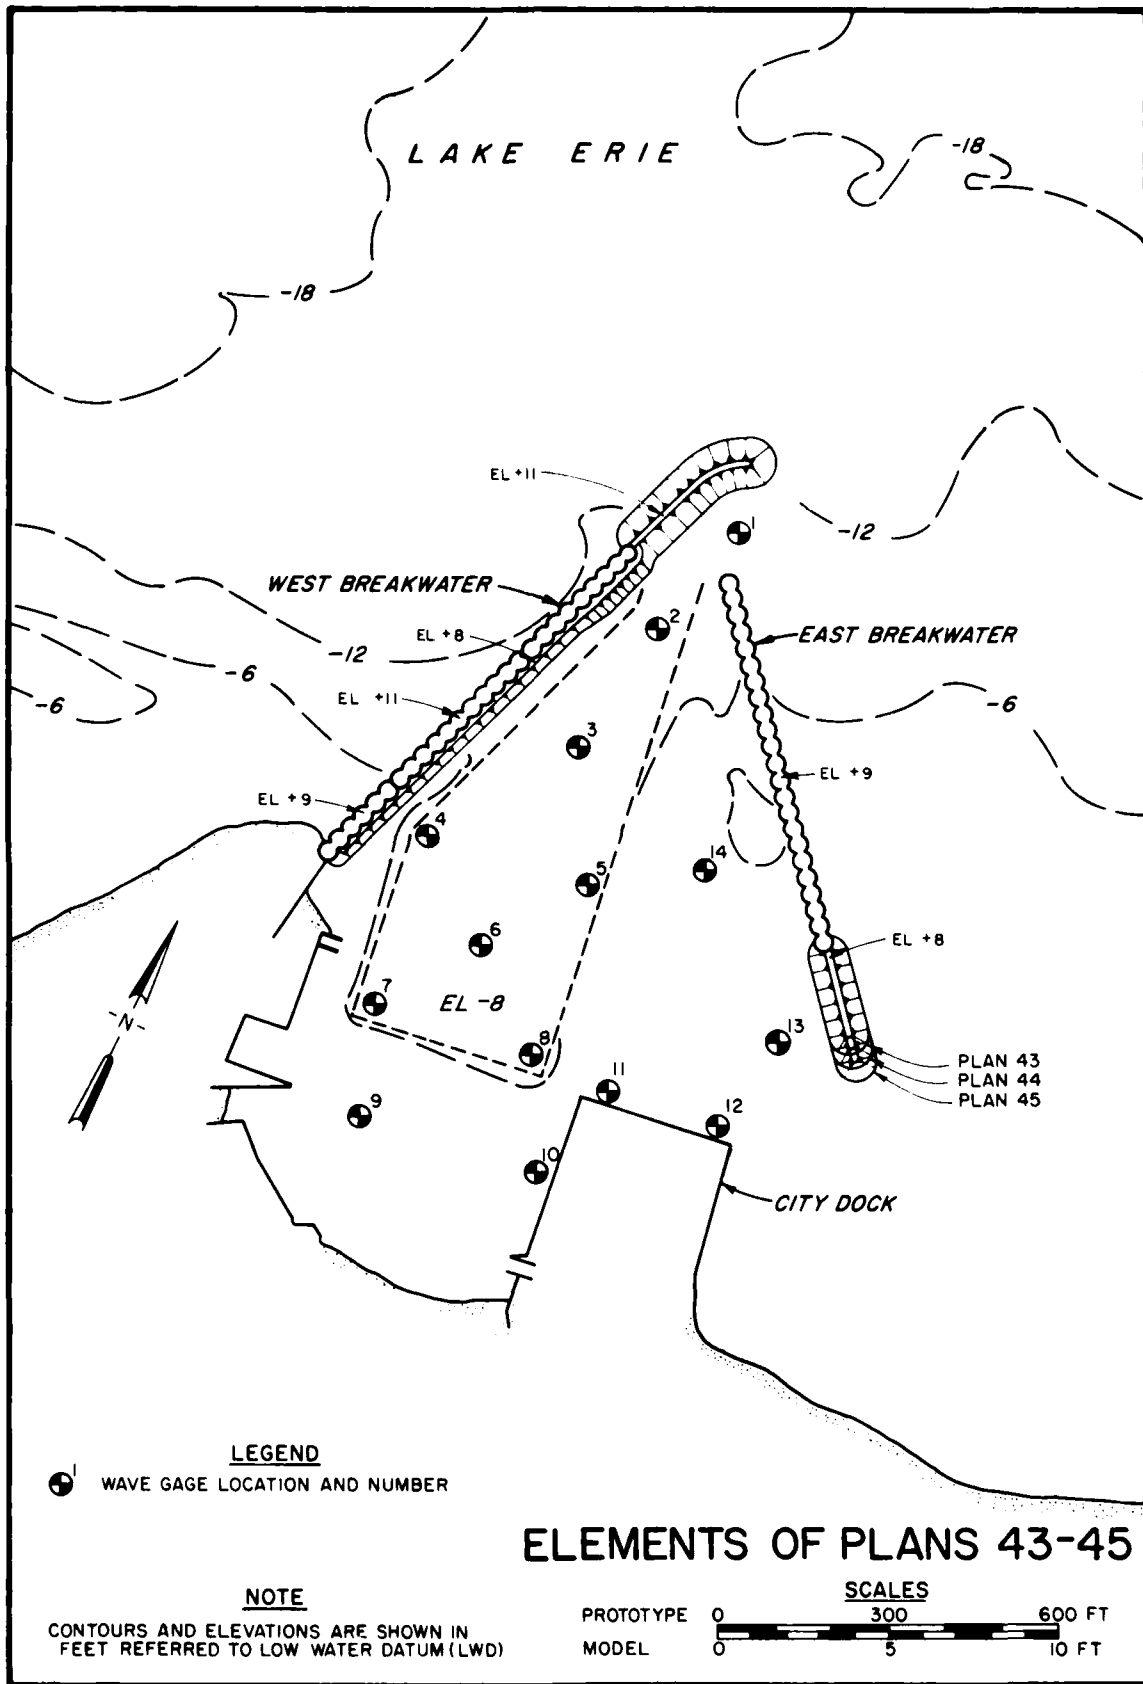 LAKE ERIE
-18
-18
EL +11
1
-12
WEST BREAKWATER
2
EAST BREAKWATER
EL +8
-12
-6
EL +11
-6
-6
3
EL +9
EL +9
4
14
5
6
EL +8
7
EL -8
N
8
13
PLAN 43
PLAN 44
PLAN 45
11
9
12
10
CITY DOCK
LEGEND
1 WAVE GAGE LOCATION AND NUMBER
ELEMENTS OF PLANS 43-45
NOTE
CONTOURS AND ELEVATIONS ARE SHOWN IN
FEET REFERRED TO LOW WATER DATUM (LWD)
SCALES
PROTOTYPE 0 300 600 FT
MODEL 0 5 10 FT